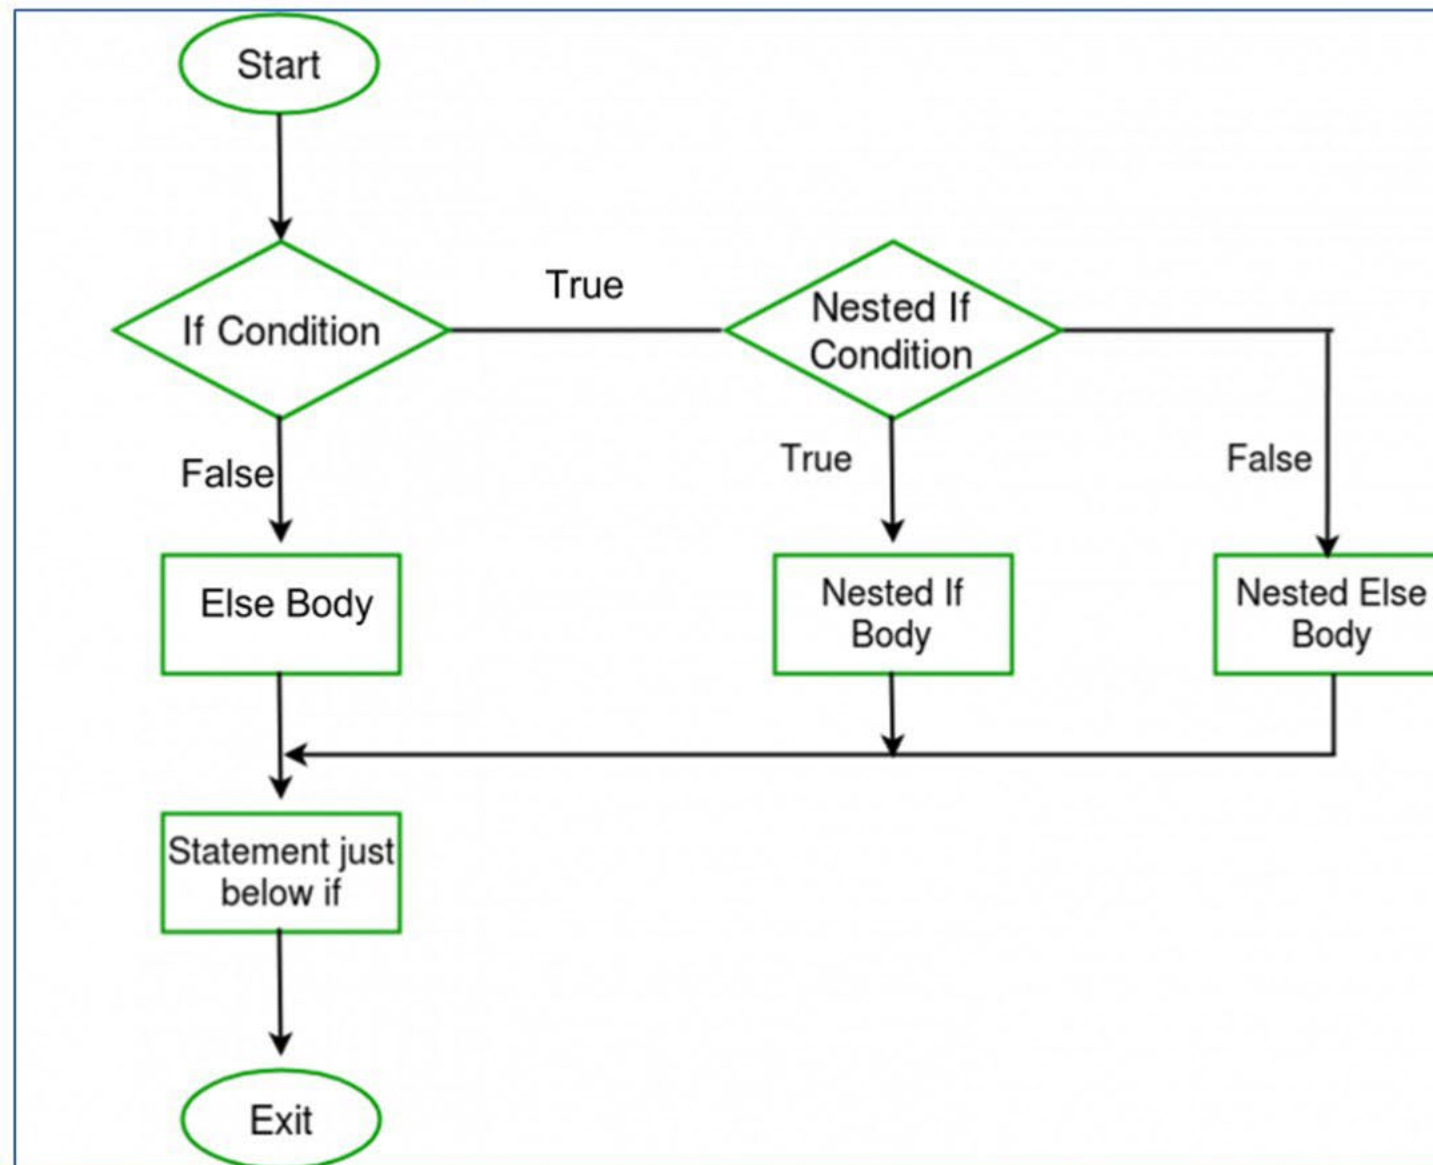 Start
True
If Condition
Nested If
Condition
False
True
False
Else Body
Nested If
Body
Nested Else
Body
Statement just
below if
Exit